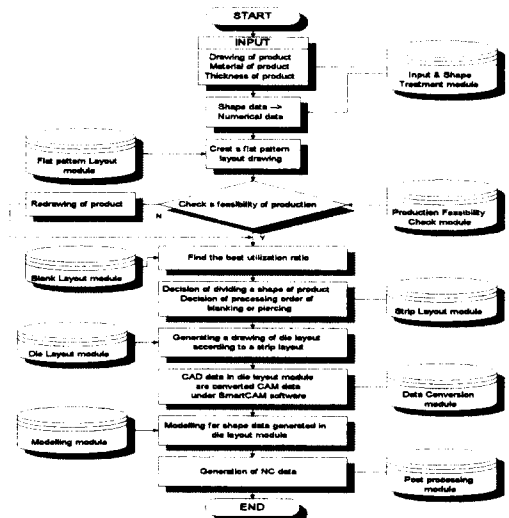 START
INPUT
Drawing of product
Material of product
Thickness of product
Input & Shape
Treatment module
Shape data -->
Numerical data
Creat a flat pattern
layout drawing
Flat pattern Layout
module
Redrawing of product
N
Check a feasibility of production
Production Feasibility
Check module
Y
Find the best utilization ratio
Blank Layout module
Decision of dividing a shape of product
Decision of processing order of
blanking or piercing
Strip Layout module
Generating a drawing of die layout
according to a strip layout
Die Layout module
CAD data in die layout module
are converted CAM data
under SmartCAM software
Data Conversion
module
Modelling for shape data generated in
die layout module
Modelling module
Generation of NC data
Post processing
module
END